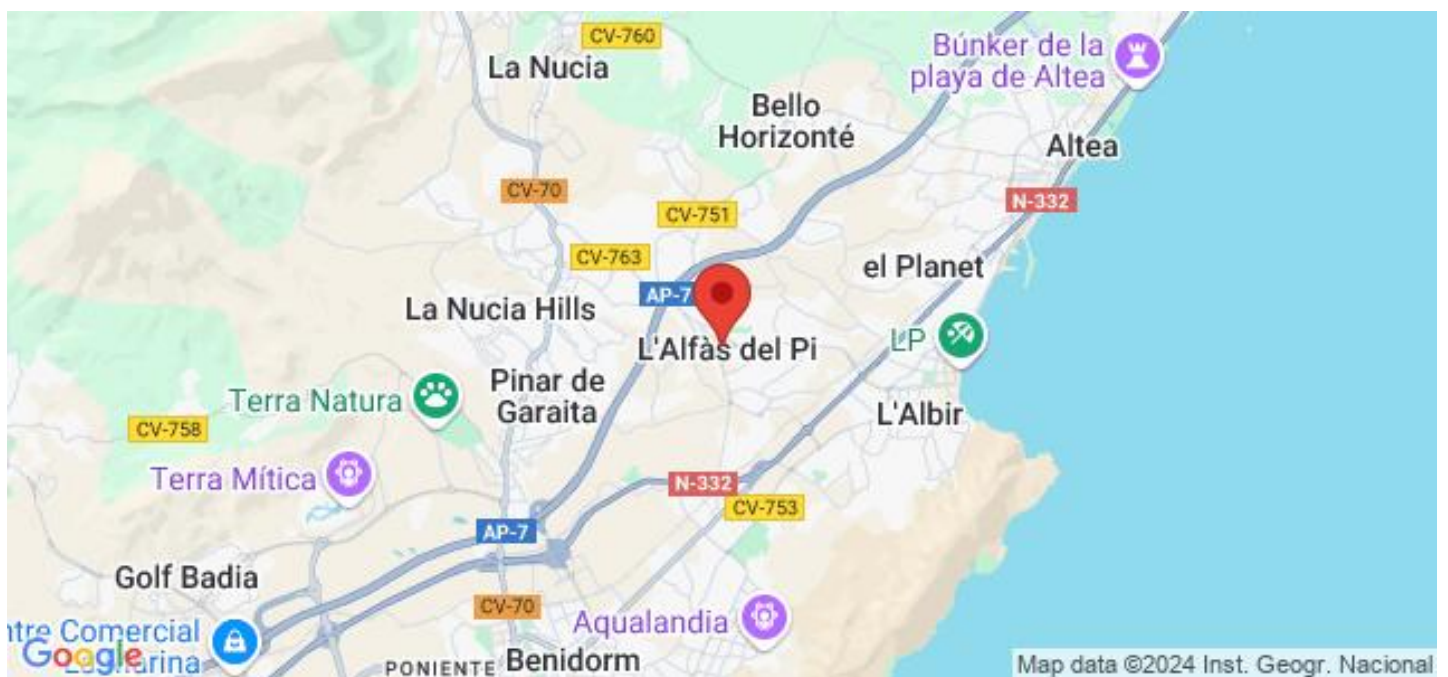 CV-760
La Nucia
Búnker de la
playa de Altea
Bello
Horizonté
Altea
CV-70
N-332
CV-751
CV-763
el Planet
AP-7
La Nucia Hills
L'Alfàs del Pi
LP
Pinar de
Garaita
Terra Natura
L'Albir
CV-758
Terra Mítica
N-332
CV-753
AP-7
Golf Badia
CV-70
Aqualandia
ntre Comercial
Google
PONIENTE
Benidorm
Map data ©2024 Inst. Geogr. Nacional